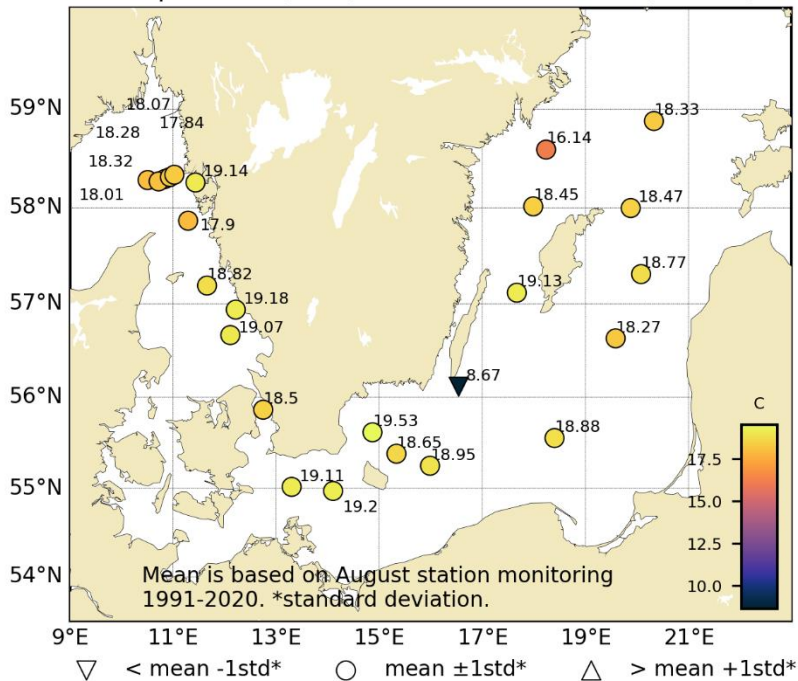 59°N
58°N
57°N
56°N
55°N
54°N
18.07
17.84
18.28
18.32
19.14
18.01
17.9
18.82
19.18
19.07
18.5
18.33
16.14
18.45
18.47
18.77
19.13
18.27
8.67
19.53
18.65
18.95
18.88
19.11
19.2
C
17.5
15.0
12.5
10.0
Mean is based on August station monitoring
1991-2020. *standard deviation.
9°E 11°E 13°E 15°E 17°E 19°E 21°E
▽ < mean -1std* ○ mean ±1std* △ > mean +1std*